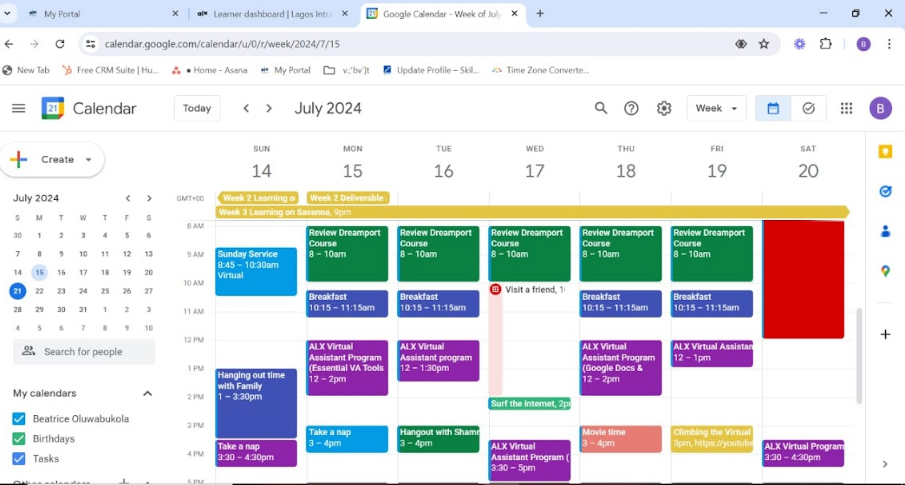 My Portal
Learner dashboard | Lagos Intra
Google Calendar - Week of July
calendar.google.com/calendar/u/0/r/week/2024/7/15
New Tab
Free CRM Suite | Hu...
Home - Asana
My Portal
Update Profile – Skil...
Time Zone Converte...
21
Calendar
Today
July 2024
Week
B
Create
July 2024
S M T W T F S
30 1 2 3 4 5 6
7 8 9 10 11 12 13
14 15 16 17 18 19 20
21 22 23 24 25 26 27
28 29 30 31 1 2 3
4 5 6 7 8 9 10
Search for people
My calendars
Beatrice Oluwabukola
Birthdays
Tasks
Other calendars
SUN MON TUE WED THU FRI SAT
14 15 16 17 18 19 20
GMT+00
Week 2 Learning o
Week 2 Deliverable
Week 3 Learning on Savanna, 9pm
8 AM
9 AM
10 AM
11 AM
12 PM
1 PM
2 PM
3 PM
4 PM
5 PM
Sunday Service
8:45 – 10:30am
Virtual
Hanging out time
with Family
1 – 3:30pm
Take a nap
3:30 – 4:30pm
Review Dreamport
Course
8 – 10am
Breakfast
10:15 – 11:15am
ALX Virtual
Assistant Program
(Essential VA Tools
12 – 2pm
Take a nap
3 – 4pm
Review Dreamport
Course
8 – 10am
Breakfast
10:15 – 11:15am
ALX Virtual
Assistant program
12 – 1:30pm
Hangout with Sham
3 – 4pm
Review Dreamport
Course
8 – 10am
Visit a friend, 1
Surf the internet, 2p
ALX Virtual
Assistant Program (
3:30 – 5pm
Review Dreamport
Course
8 – 10am
Breakfast
10:15 – 11:15am
ALX Virtual
Assistant Program
(Google Docs &
12 – 2pm
Movie time
3 – 4pm
Review Dreamport
Course
8 – 10am
Breakfast
10:15 – 11:15am
ALX Virtual Assistan
12 – 1pm
Climbing the Virtual
3pm, https://youtube
ALX Virtual Program
3:30 – 4:30pm